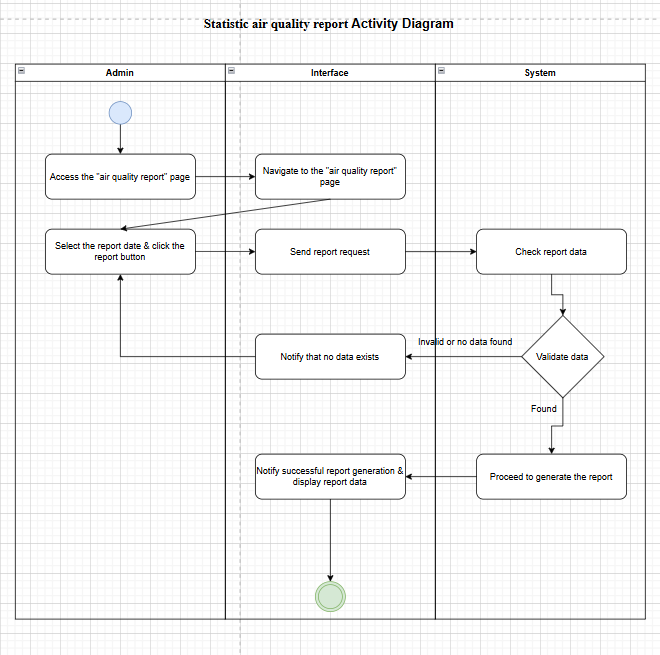 Statistic air quality report Activity Diagram
Admin
Interface
System
Access the "air quality report" page
Navigate to the "air quality report"
page
Select the report date & click the
report button
Send report request
Check report data
Invalid or no data found
Notify that no data exists
Validate data
Found
Notify successful report generation &
display report data
Proceed to generate the report